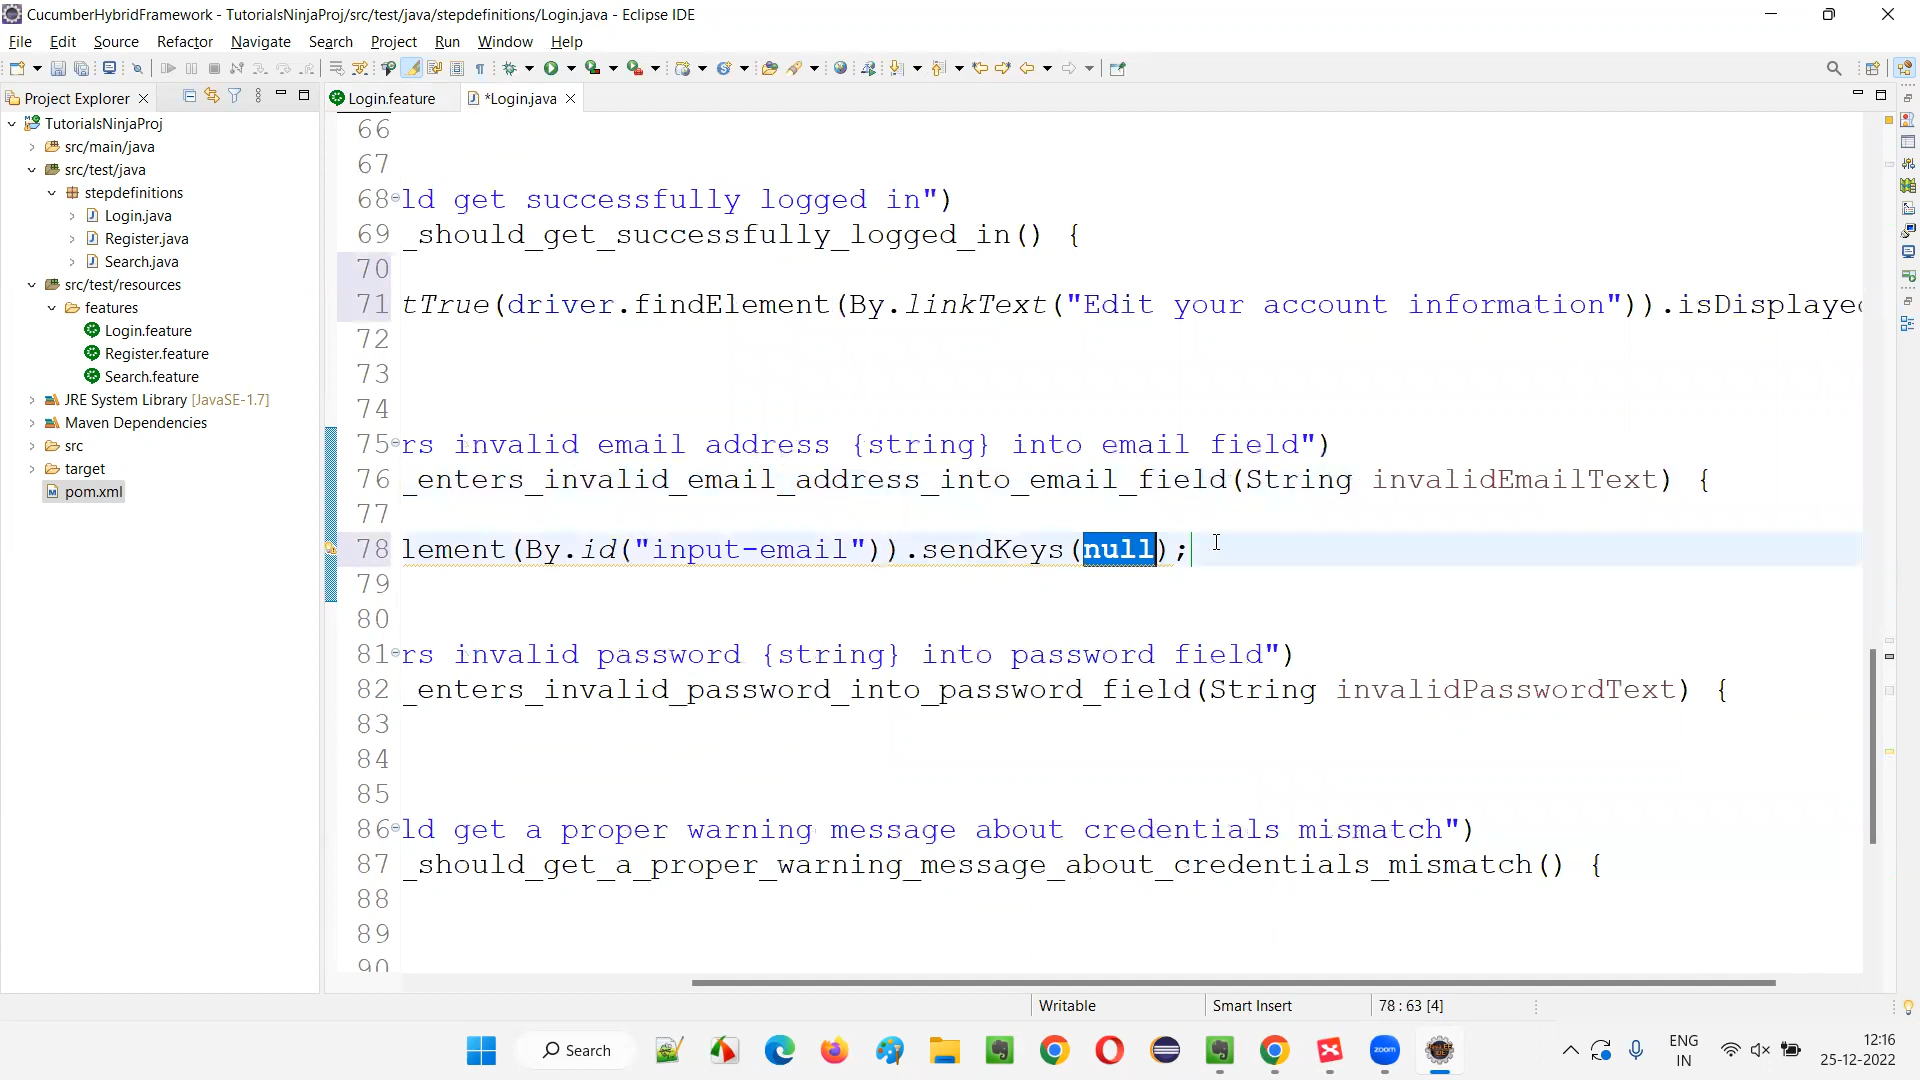 CucumberHybridFramework - TutorialsNinjaProj/src/test/java/stepdefinitions/Login.java - Eclipse IDE
File Edit Source Refactor Navigate Search Project Run Window Help
Project Explorer
Login.feature
*Login.java
TutorialsNinjaProj
src/main/java
src/test/java
stepdefinitions
Login.java
Register.java
Search.java
src/test/resources
features
Login.feature
Register.feature
Search.feature
JRE System Library [JavaSE-1.7]
Maven Dependencies
src
target
pom.xml
66
67
68 ld get successfully logged in")
69 _should_get_successfully_logged_in() {
70
71 tTrue(driver.findElement(By.linkText("Edit your account information")).isDisplayed
72
73
74
75 rs invalid email address {string} into email field")
76 _enters_invalid_email_address_into_email_field(String invalidEmailText) {
77
78 lement(By.id("input-email")).sendKeys(null);
79
80
81 rs invalid password {string} into password field")
82 _enters_invalid_password_into_password_field(String invalidPasswordText) {
83
84
85
86 ld get a proper warning message about credentials mismatch")
87 _should_get_a_proper_warning_message_about_credentials_mismatch() {
88
89
90
Writable
Smart Insert
78 : 63 [4]
Search
zoom
ENG
IN
12:16
25-12-2022